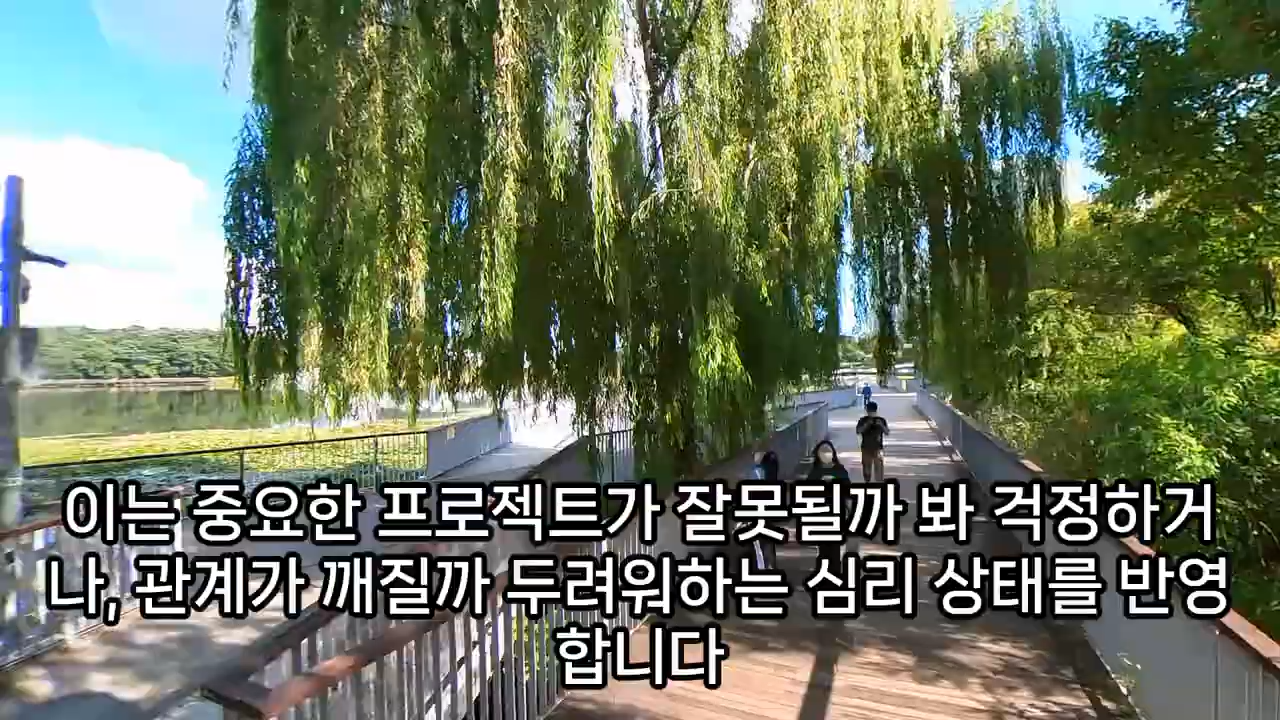 이는 중요한 프로젝트가 잘못될까 봐 걱정하거
나, 관계가 깨질까 두려워하는 심리 상태를 반영
합니다